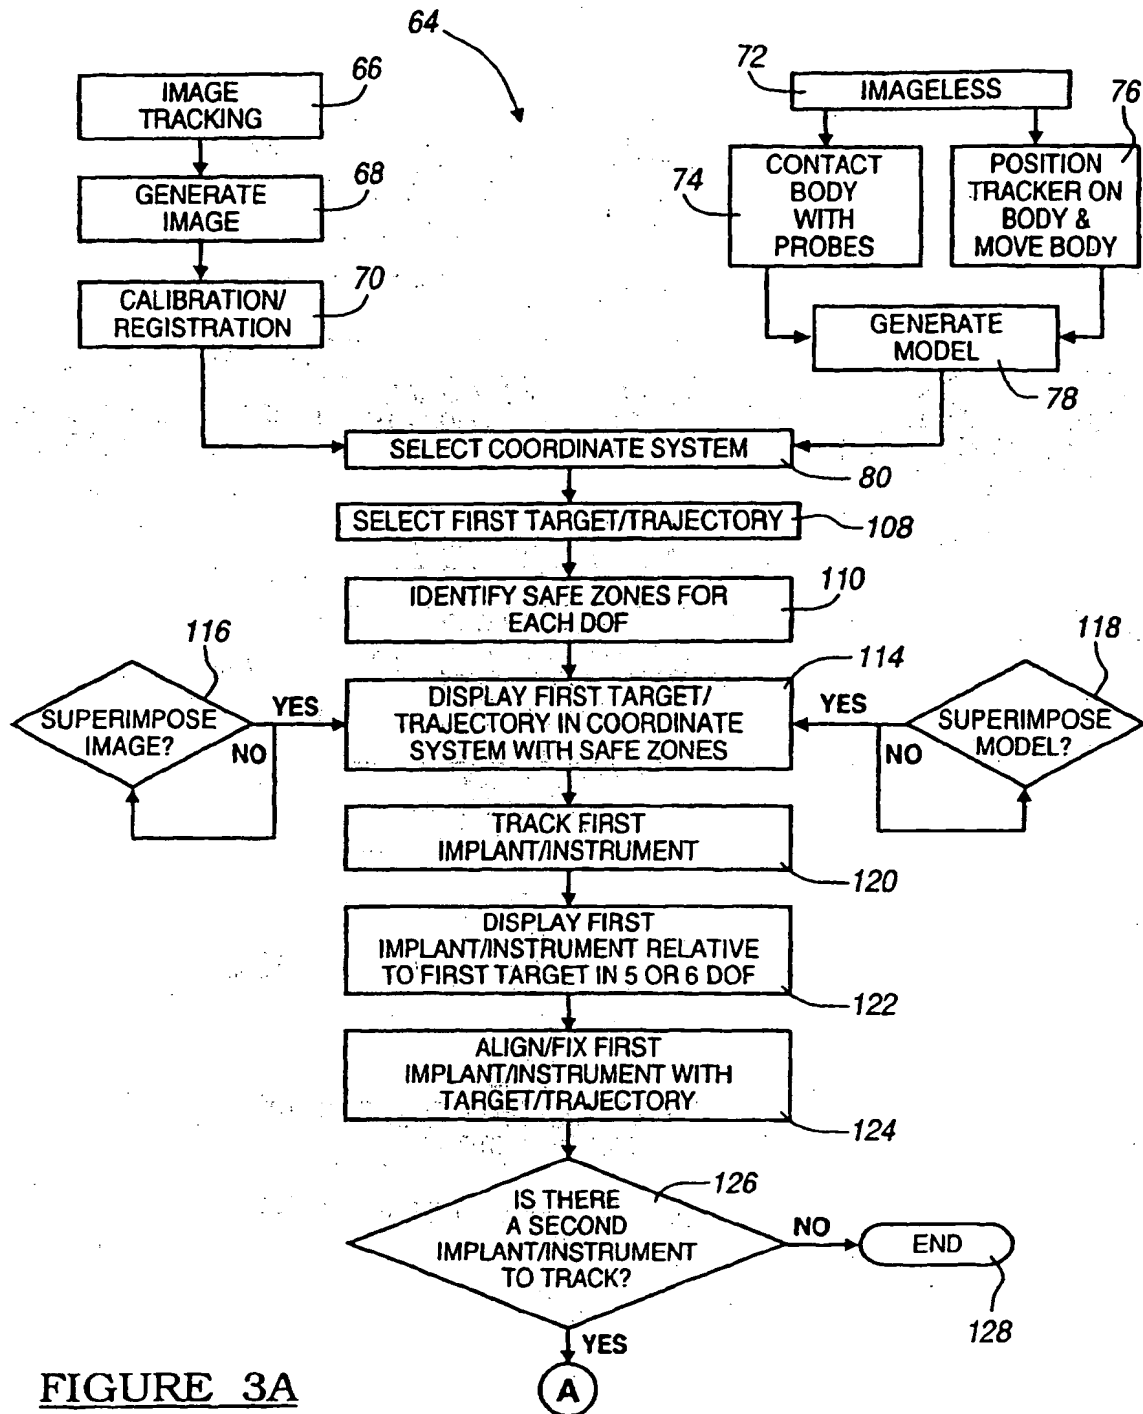 64
66
IMAGE
TRACKING
68
GENERATE
IMAGE
70
CALIBRATION/
REGISTRATION
72
IMAGELESS
76
74
CONTACT
BODY
WITH
PROBES
POSITION
TRACKER ON
BODY &
MOVE BODY
GENERATE
MODEL
78
SELECT COORDINATE SYSTEM
80
SELECT FIRST TARGET/TRAJECTORY
108
IDENTIFY SAFE ZONES FOR
EACH DOF
110
116
SUPERIMPOSE
IMAGE?
YES
NO
114
DISPLAY FIRST TARGET/
TRAJECTORY IN COORDINATE
SYSTEM WITH SAFE ZONES
118
YES
NO
SUPERIMPOSE
MODEL?
TRACK FIRST
IMPLANT/INSTRUMENT
120
DISPLAY FIRST
IMPLANT/INSTRUMENT RELATIVE
TO FIRST TARGET IN 5 OR 6 DOF
122
ALIGN/FIX FIRST
IMPLANT/INSTRUMENT WITH
TARGET/TRAJECTORY
124
126
IS THERE
A SECOND
IMPLANT/INSTRUMENT
TO TRACK?
NO
END
128
YES
A
FIGURE 3A